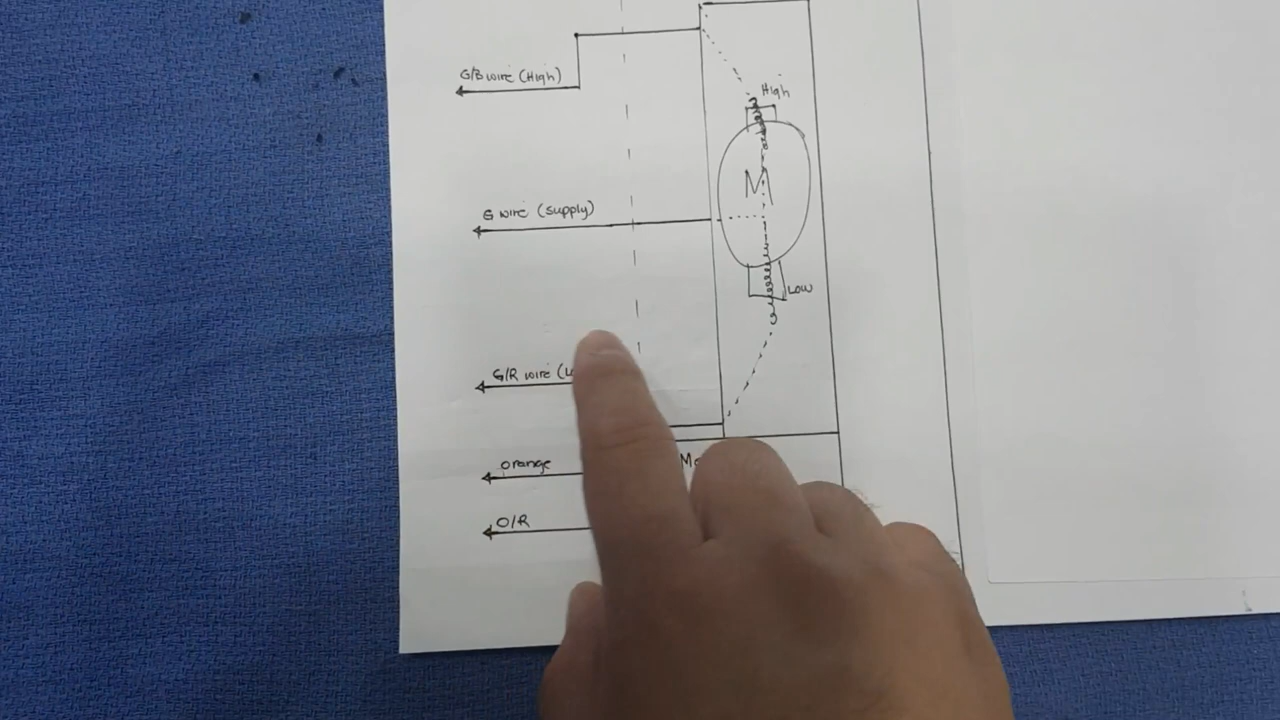 G/B wire (High)
High
M
G wire (supply)
LOW
G/R wire
orange
O/R